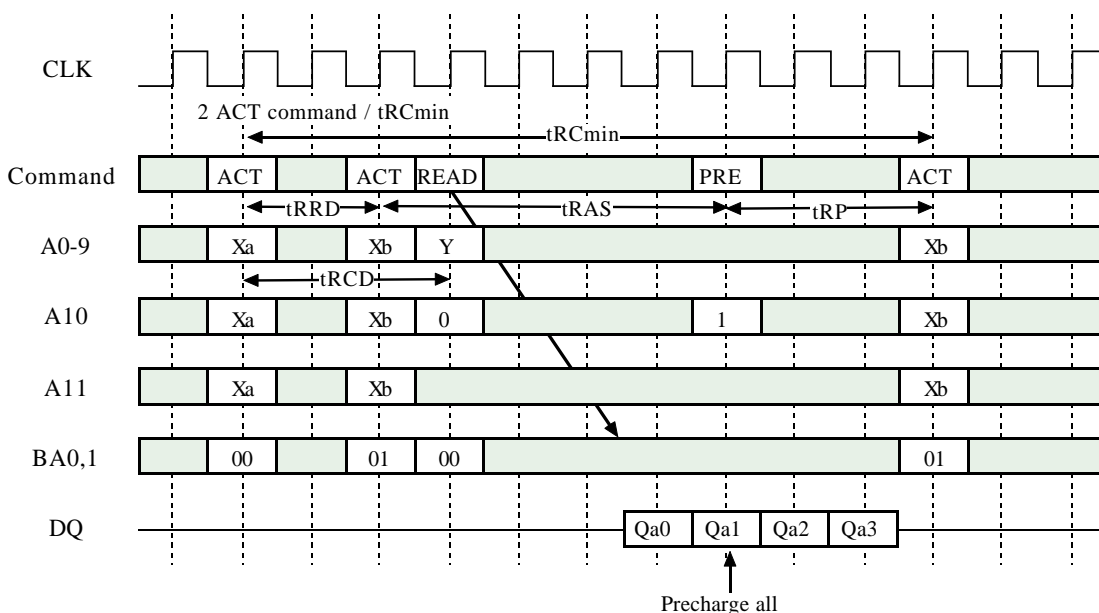 CLK
2 ACT command / tRCmin
tRCmin
Command ACT ACT READ PRE ACT
tRRD tRAS tRP
A0-9 Xa Xb Y Xb
tRCD
A10 Xa Xb 0 1 Xb
A11 Xa Xb Xb
BA0,1 00 01 00 01
DQ Qa0 Qa1 Qa2 Qa3
Precharge all